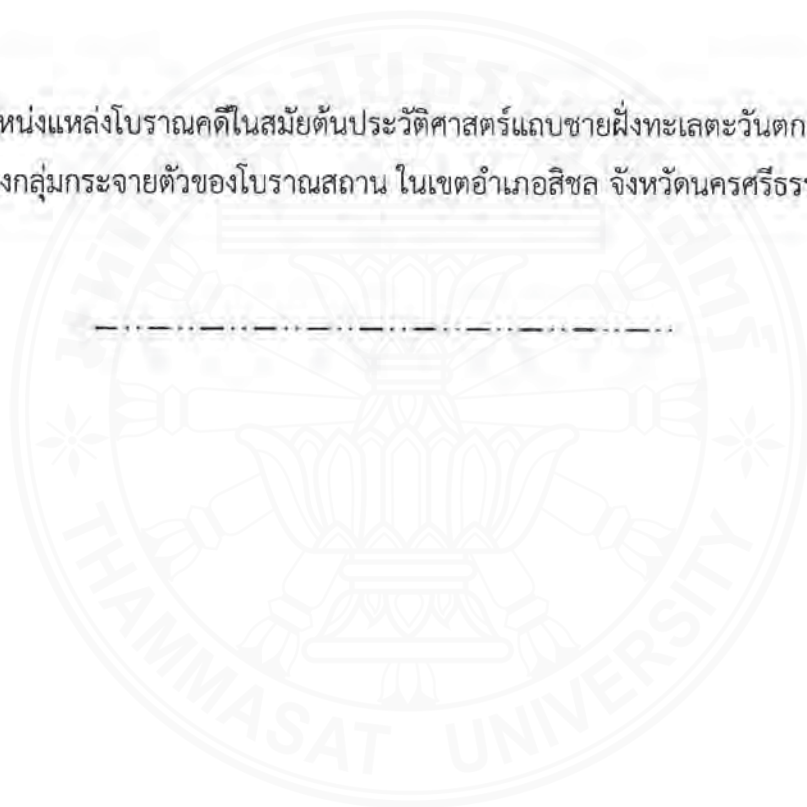 หน่งแหล่งโบราณคดีในสมัยต้นประวัติศาสตร์แถบชายฝั่งทะเลตะวันตก
งกลุ่มกระจายตัวของโบราณสถาน ในเขตอำเภอสิชล จังหวัดนครศรีธรร
THAMMASAT UNIVERSITY